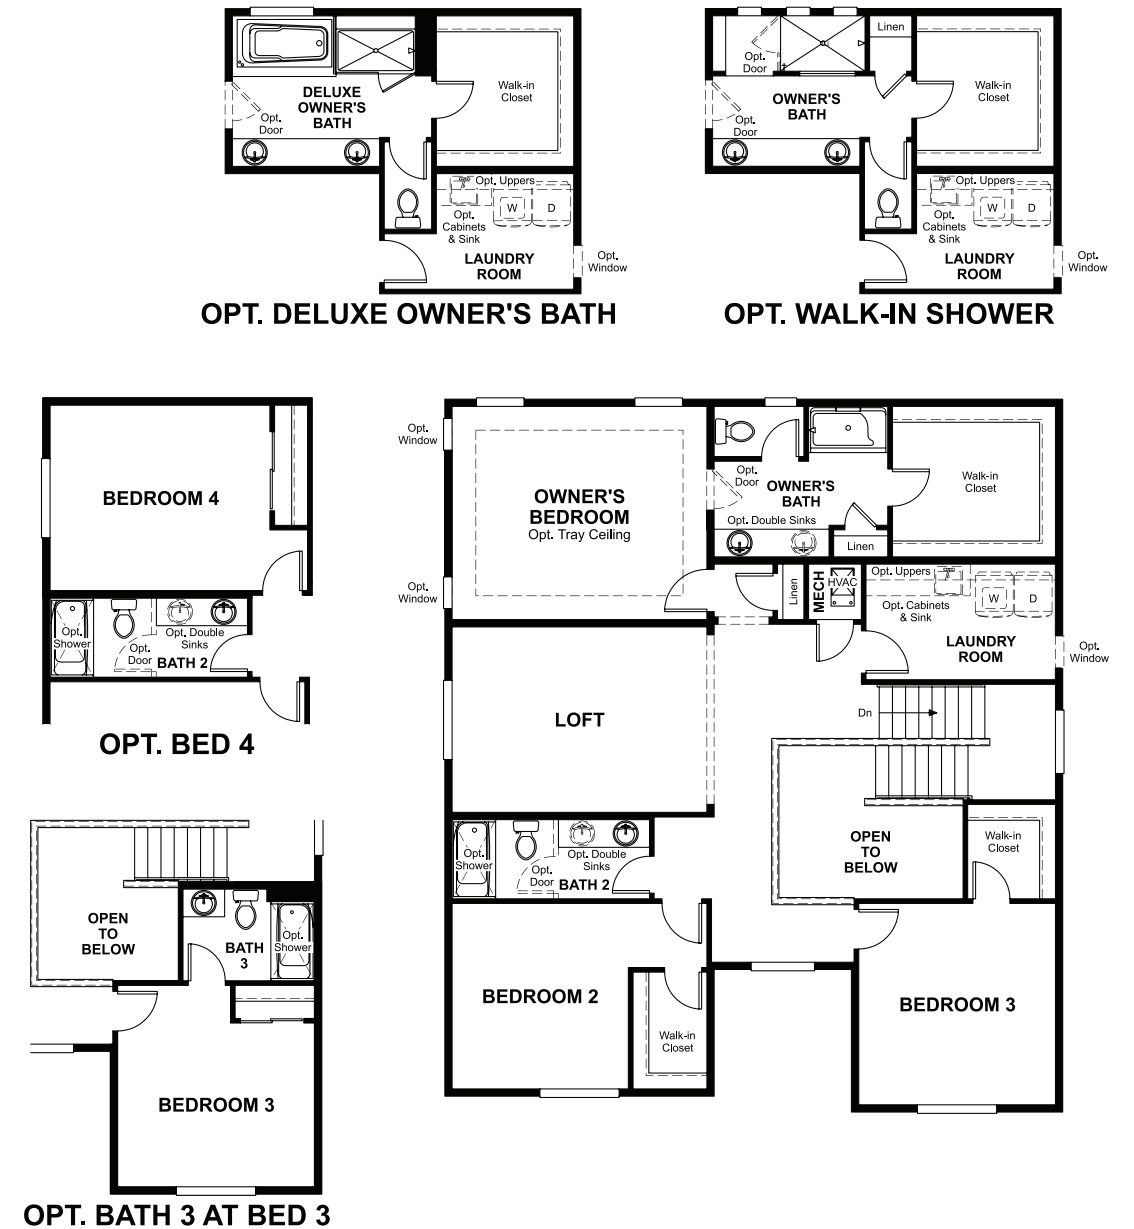 DELUXE
OWNER'S
BATH
Opt.
Door
Walk-in
Closet
Opt. Uppers
W
D
Opt.
Cabinets
& Sink
LAUNDRY
ROOM
Opt.
Window
OPT. DELUXE OWNER'S BATH
Linen
Opt.
Door
OWNER'S
BATH
Opt.
Door
Walk-in
Closet
Opt. Uppers
W
D
Opt.
Cabinets
& Sink
LAUNDRY
ROOM
Opt.
Window
OPT. WALK-IN SHOWER
BEDROOM 4
Opt.
Shower
Opt. Double
Sinks
Opt.
Door
BATH 2
OPT. BED 4
OPEN
TO
BELOW
BATH
3
Opt.
Shower
BEDROOM 3
OPT. BATH 3 AT BED 3
Opt.
Window
OWNER'S
BEDROOM
Opt. Tray Ceiling
Opt.
Window
Opt.
Door
OWNER'S
BATH
Opt. Double Sinks
Linen
Walk-in
Closet
Linen
MECH
HVAC
Opt. Uppers
W
D
Opt. Cabinets
& Sink
LAUNDRY
ROOM
Opt.
Window
LOFT
Dn
OPEN
TO
BELOW
Walk-in
Closet
Opt.
Shower
Opt. Double
Sinks
Opt.
Door
BATH 2
BEDROOM 2
Walk-in
Closet
BEDROOM 3